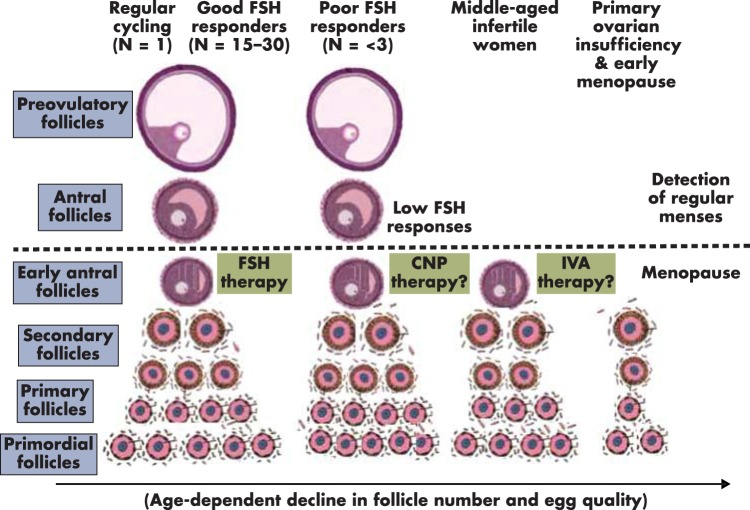 Regular
cycling
(N = 1)
Good FSH
responders
(N = 15–30)
Poor FSH
responders
(N = <3)
Middle-aged
infertile
women
Primary
ovarian
insufficiency
& early
menopause
Preovulatory
follicles
Antral
follicles
Low FSH
responses
Detection
of regular
menses
Early antral
follicles
FSH
therapy
CNP
therapy?
IVA
therapy?
Menopause
Secondary
follicles
Primary
follicles
Primordial
follicles
(Age-dependent decline in follicle number and egg quality)